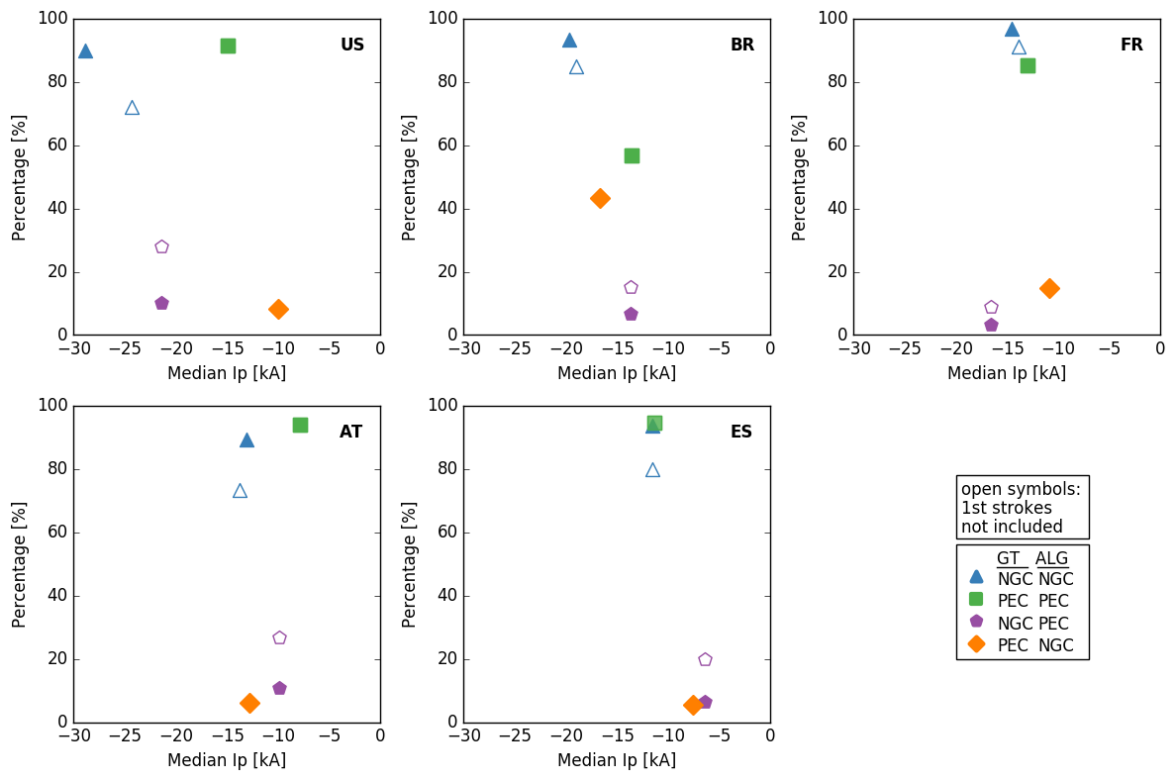 US
100
80
60
40
20
0
Percentage [%]
−30 −25 −20 −15 −10 −5 0
Median Ip [kA]
BR
100
80
60
40
20
0
Percentage [%]
−30 −25 −20 −15 −10 −5 0
Median Ip [kA]
FR
100
80
60
40
20
0
Percentage [%]
−30 −25 −20 −15 −10 −5 0
Median Ip [kA]
AT
100
80
60
40
20
0
Percentage [%]
−30 −25 −20 −15 −10 −5 0
Median Ip [kA]
ES
100
80
60
40
20
0
Percentage [%]
−30 −25 −20 −15 −10 −5 0
Median Ip [kA]
open symbols:
1st strokes
not included
GT ALG
NGC NGC
PEC PEC
NGC PEC
PEC NGC